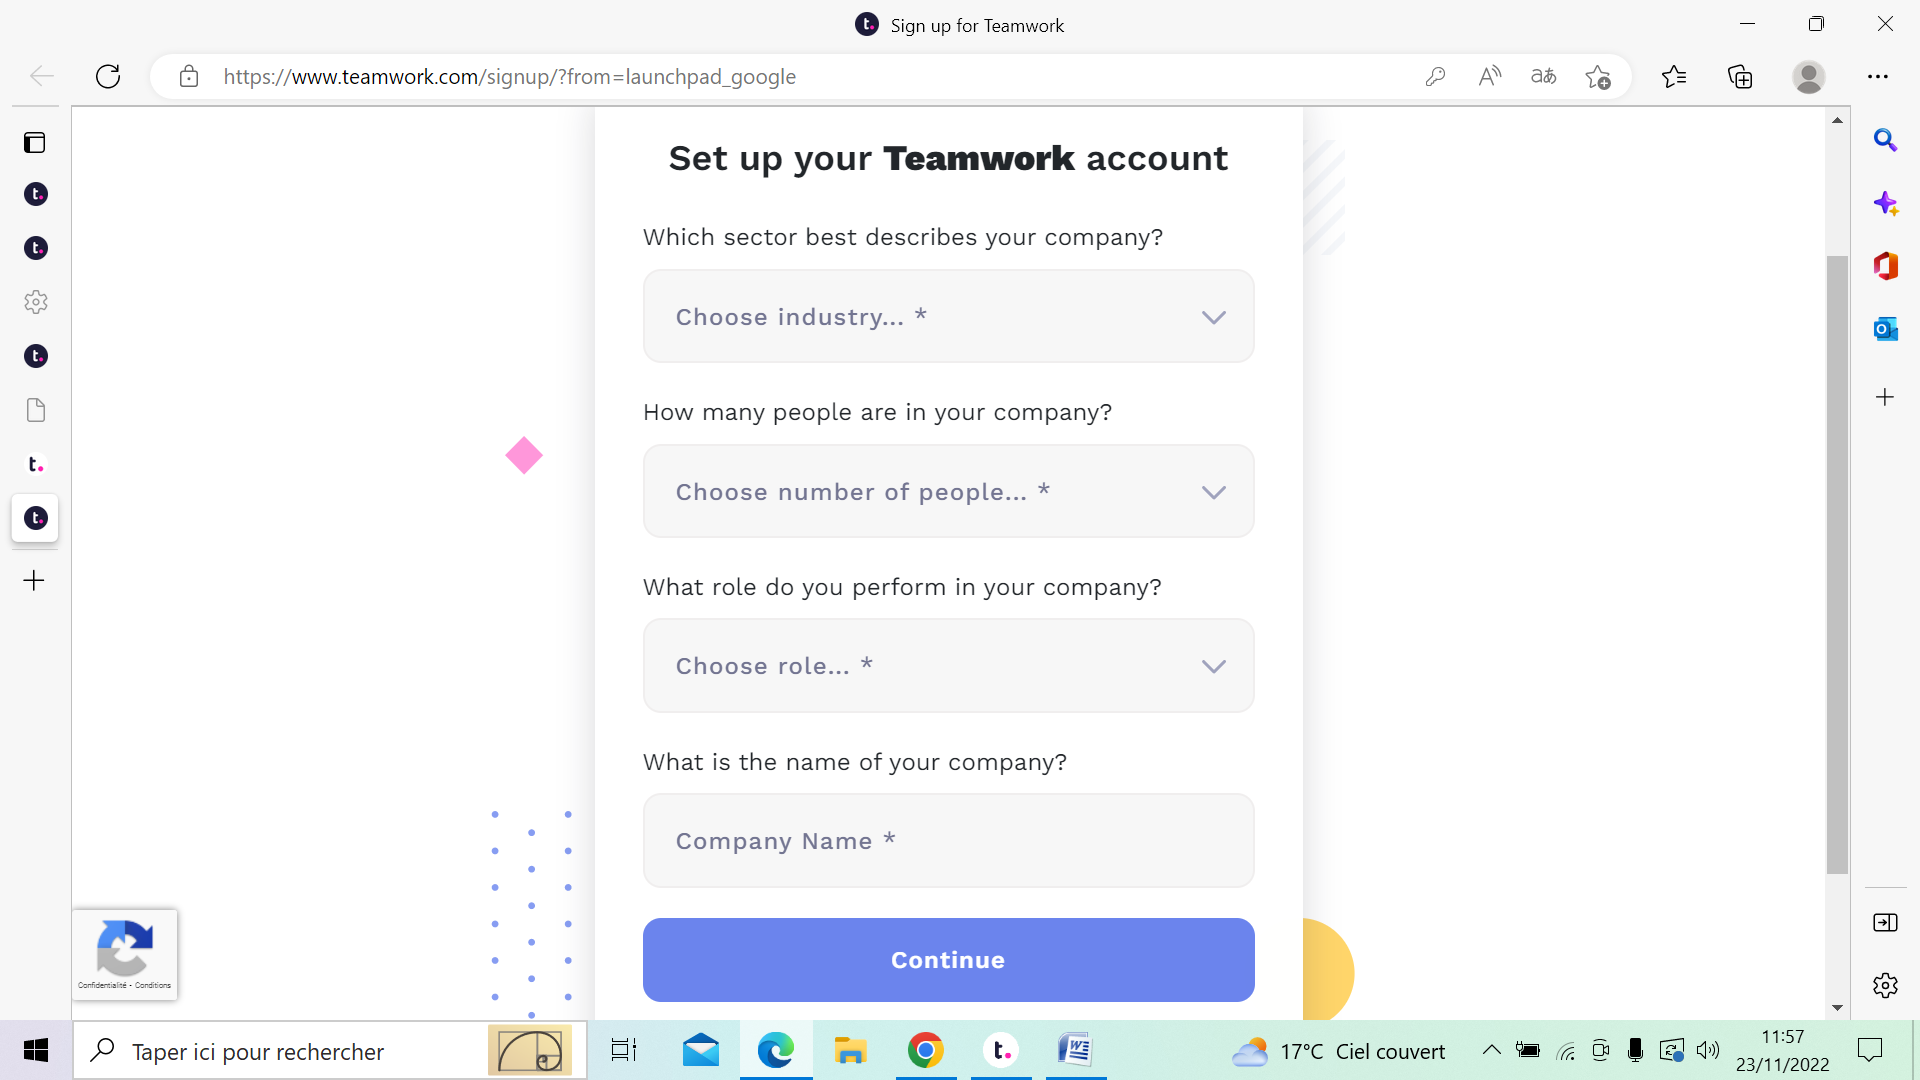 Sign up for Teamwork
https://www.teamwork.com/signup/?from=launchpad_google
Set up your Teamwork account
Which sector best describes your company?
Choose industry... *
How many people are in your company?
Choose number of people... *
What role do you perform in your company?
Choose role... *
What is the name of your company?
Company Name *
Continue
Confidentialité - Conditions
Taper ici pour rechercher
17°C Ciel couvert
11:57
23/11/2022